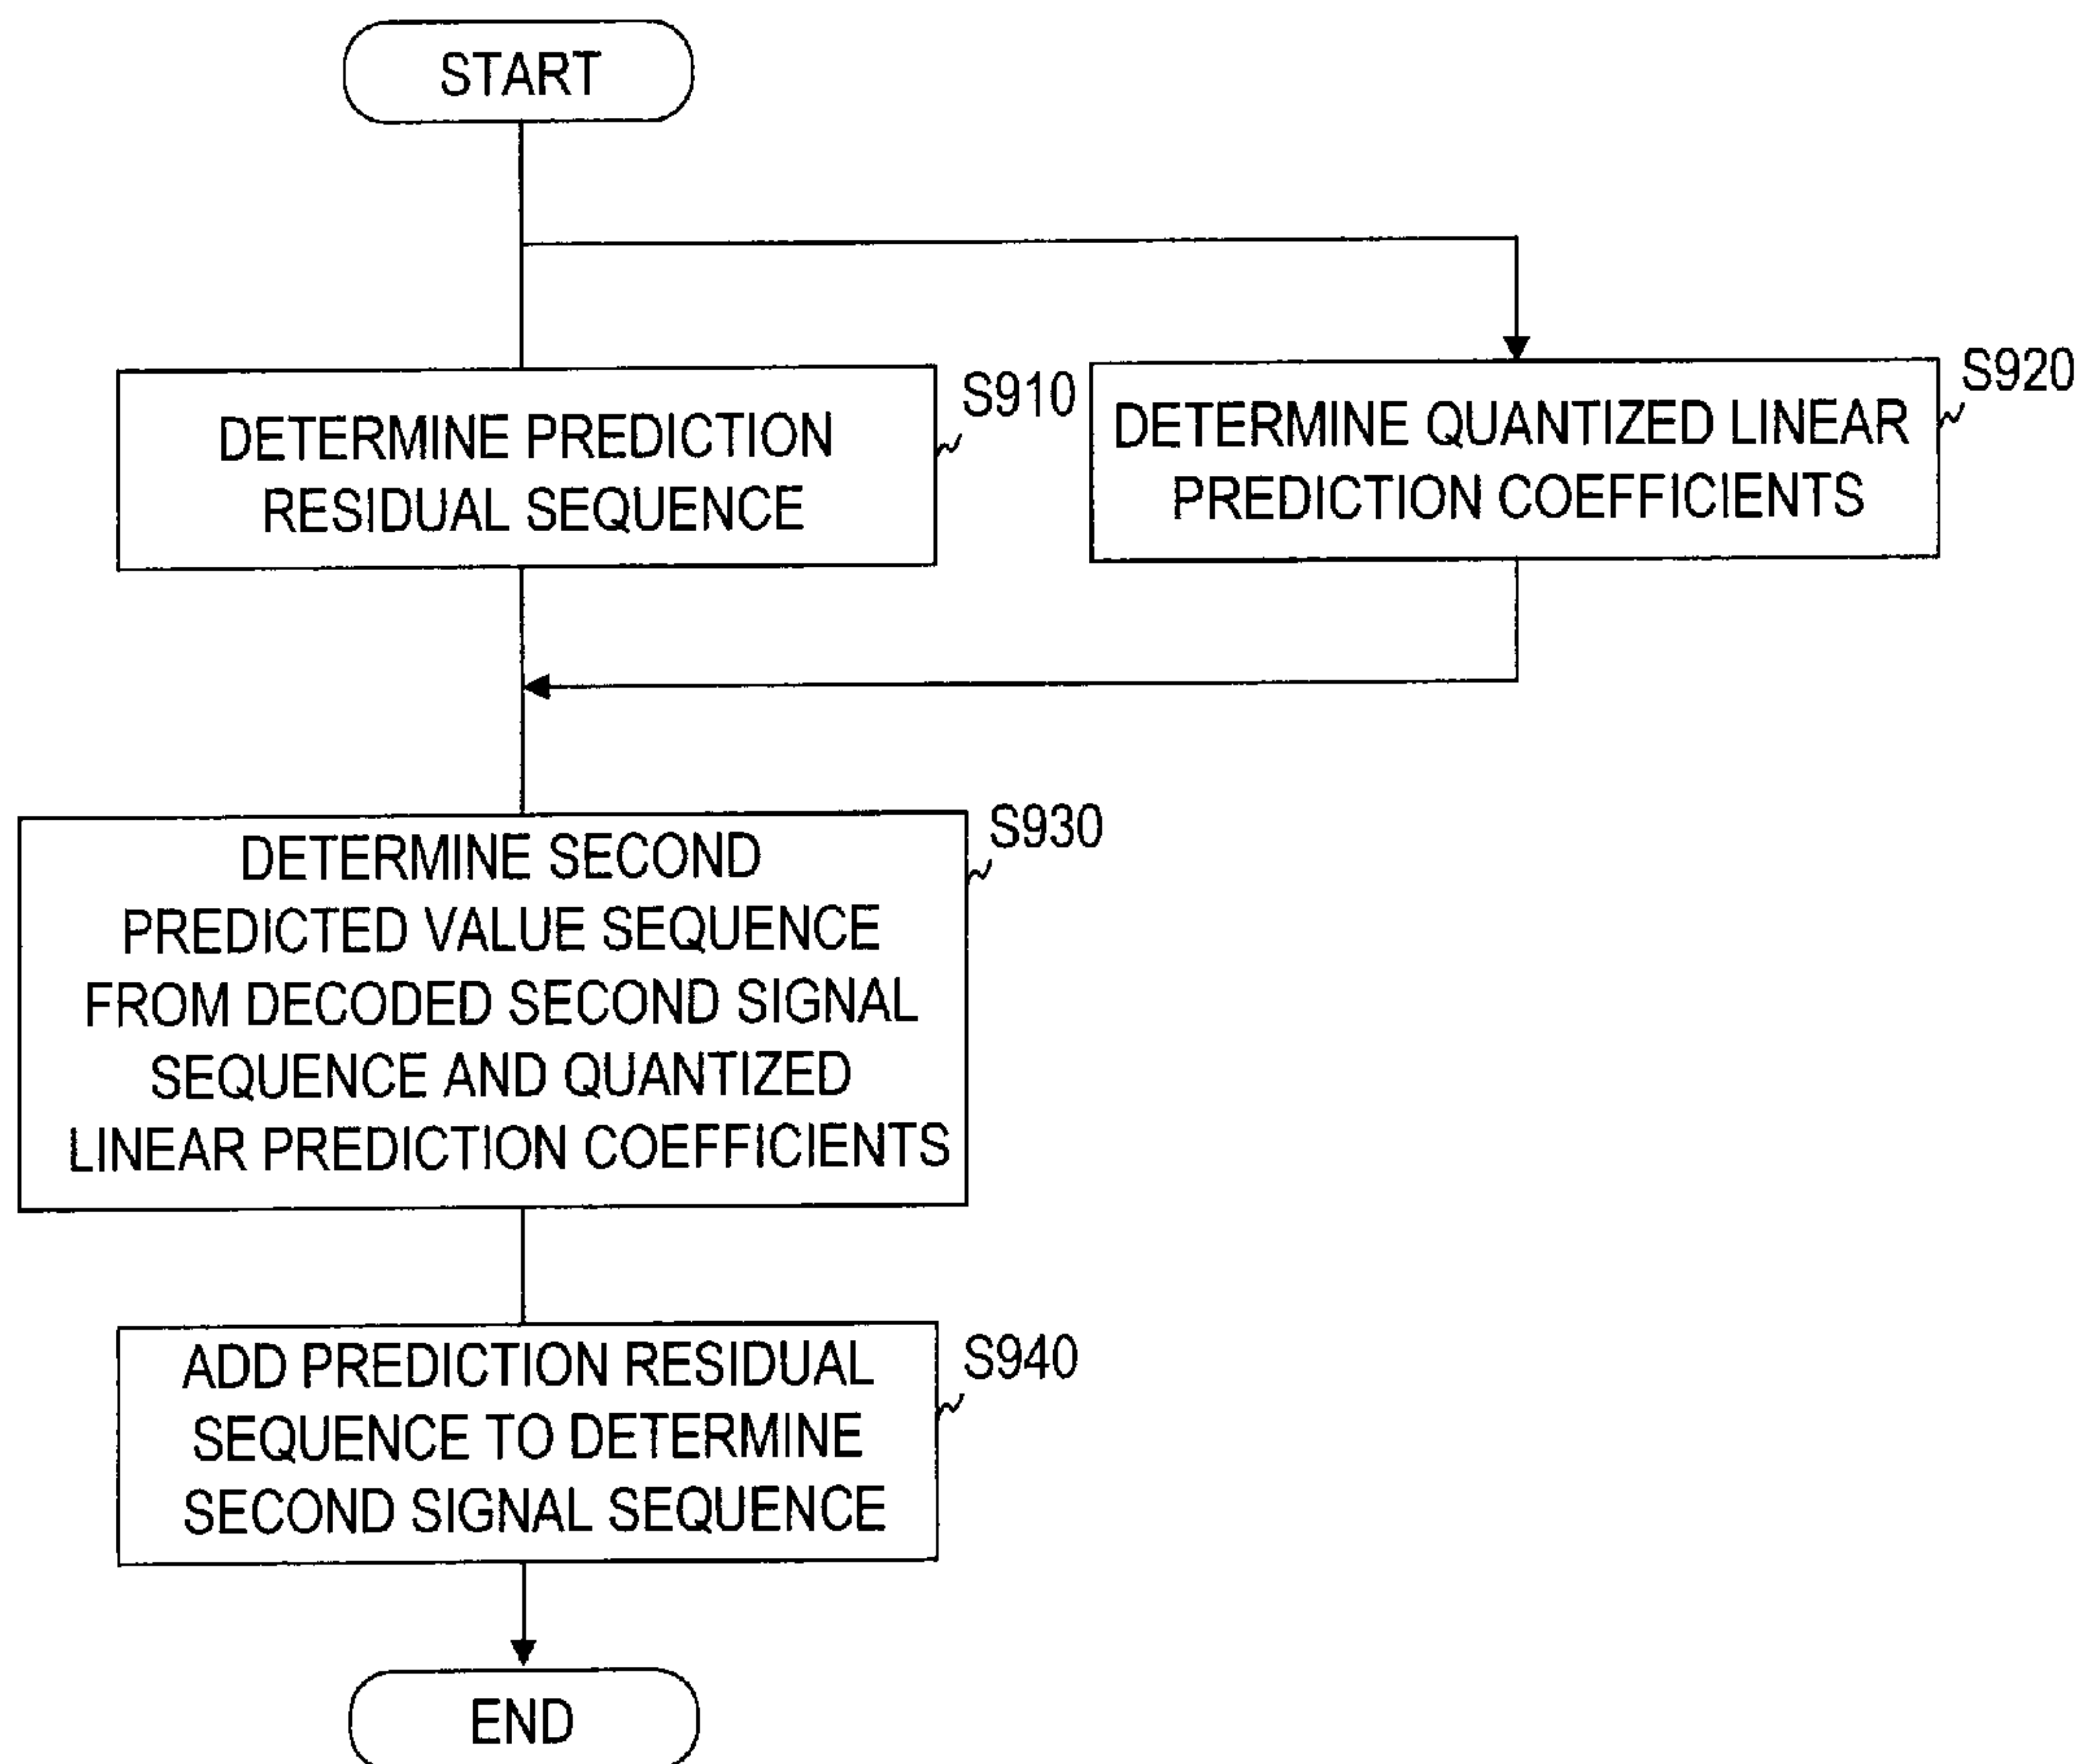 START
DETERMINE PREDICTION
RESIDUAL SEQUENCE
S910
DETERMINE QUANTIZED LINEAR
PREDICTION COEFFICIENTS
S920
DETERMINE SECOND
PREDICTED VALUE SEQUENCE
FROM DECODED SECOND SIGNAL
SEQUENCE AND QUANTIZED
LINEAR PREDICTION COEFFICIENTS
S930
ADD PREDICTION RESIDUAL
SEQUENCE TO DETERMINE
SECOND SIGNAL SEQUENCE
S940
END